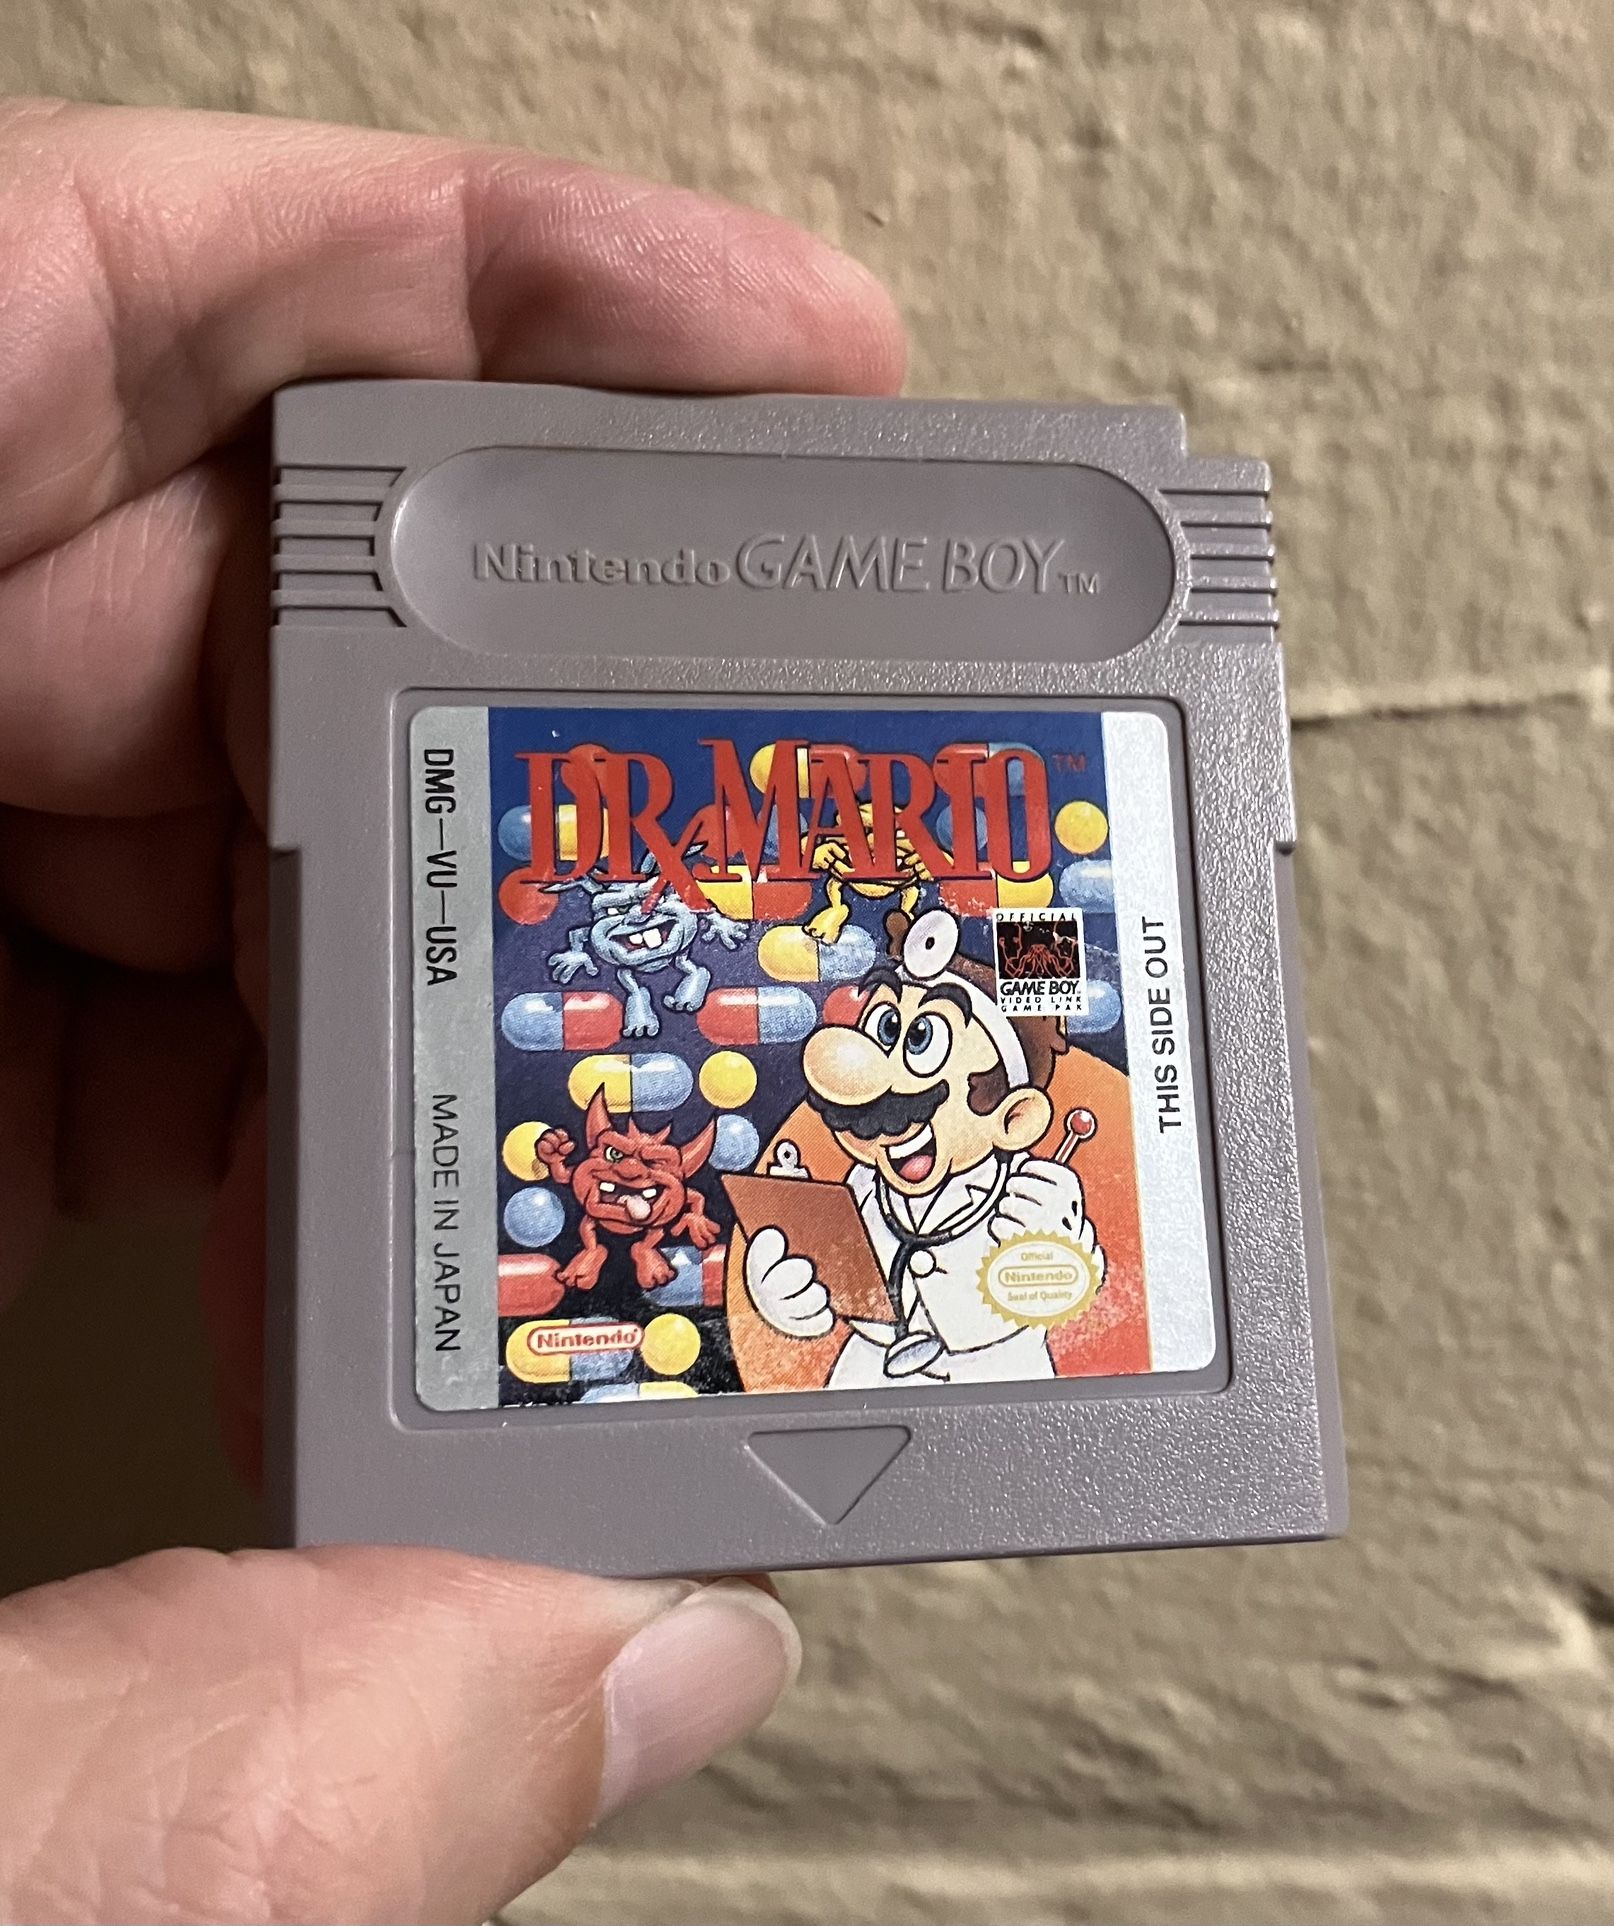 Nintendo GAME BOY™
DR. MARIO™
DMG-VU-USA
MADE IN JAPAN
OFFICIAL
GAME BOY
VIDEO LINK
GAME PAK
THIS SIDE OUT
Official
Nintendo
Seal of Quality
Nintendo®